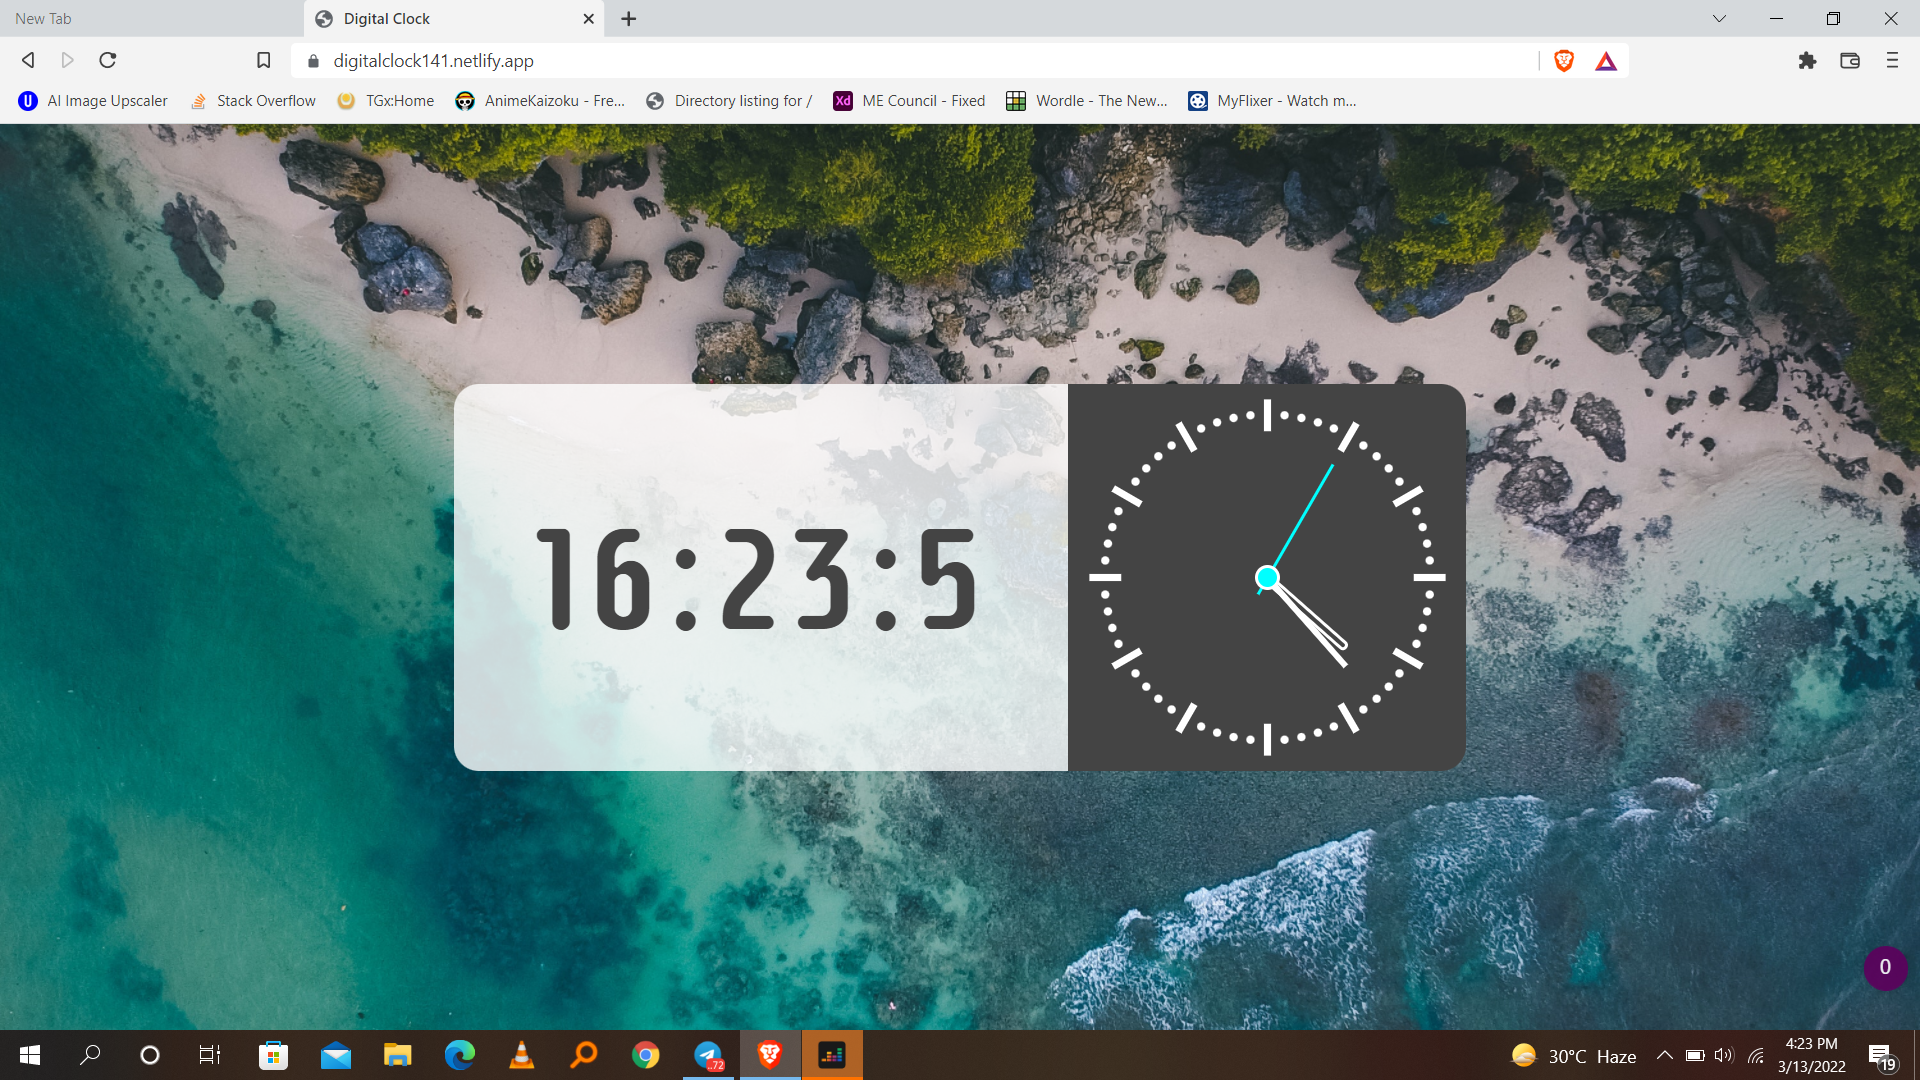 New Tab
Digital Clock
digitalclock141.netlify.app
U AI Image Upscaler Stack Overflow TGx:Home AnimeKaizoku - Fre... Directory listing for / Xd ME Council - Fixed Wordle - The New... MyFlixer - Watch m...
16:23:5
0
..72
30°C Haze
4:23 PM
3/13/2022
19